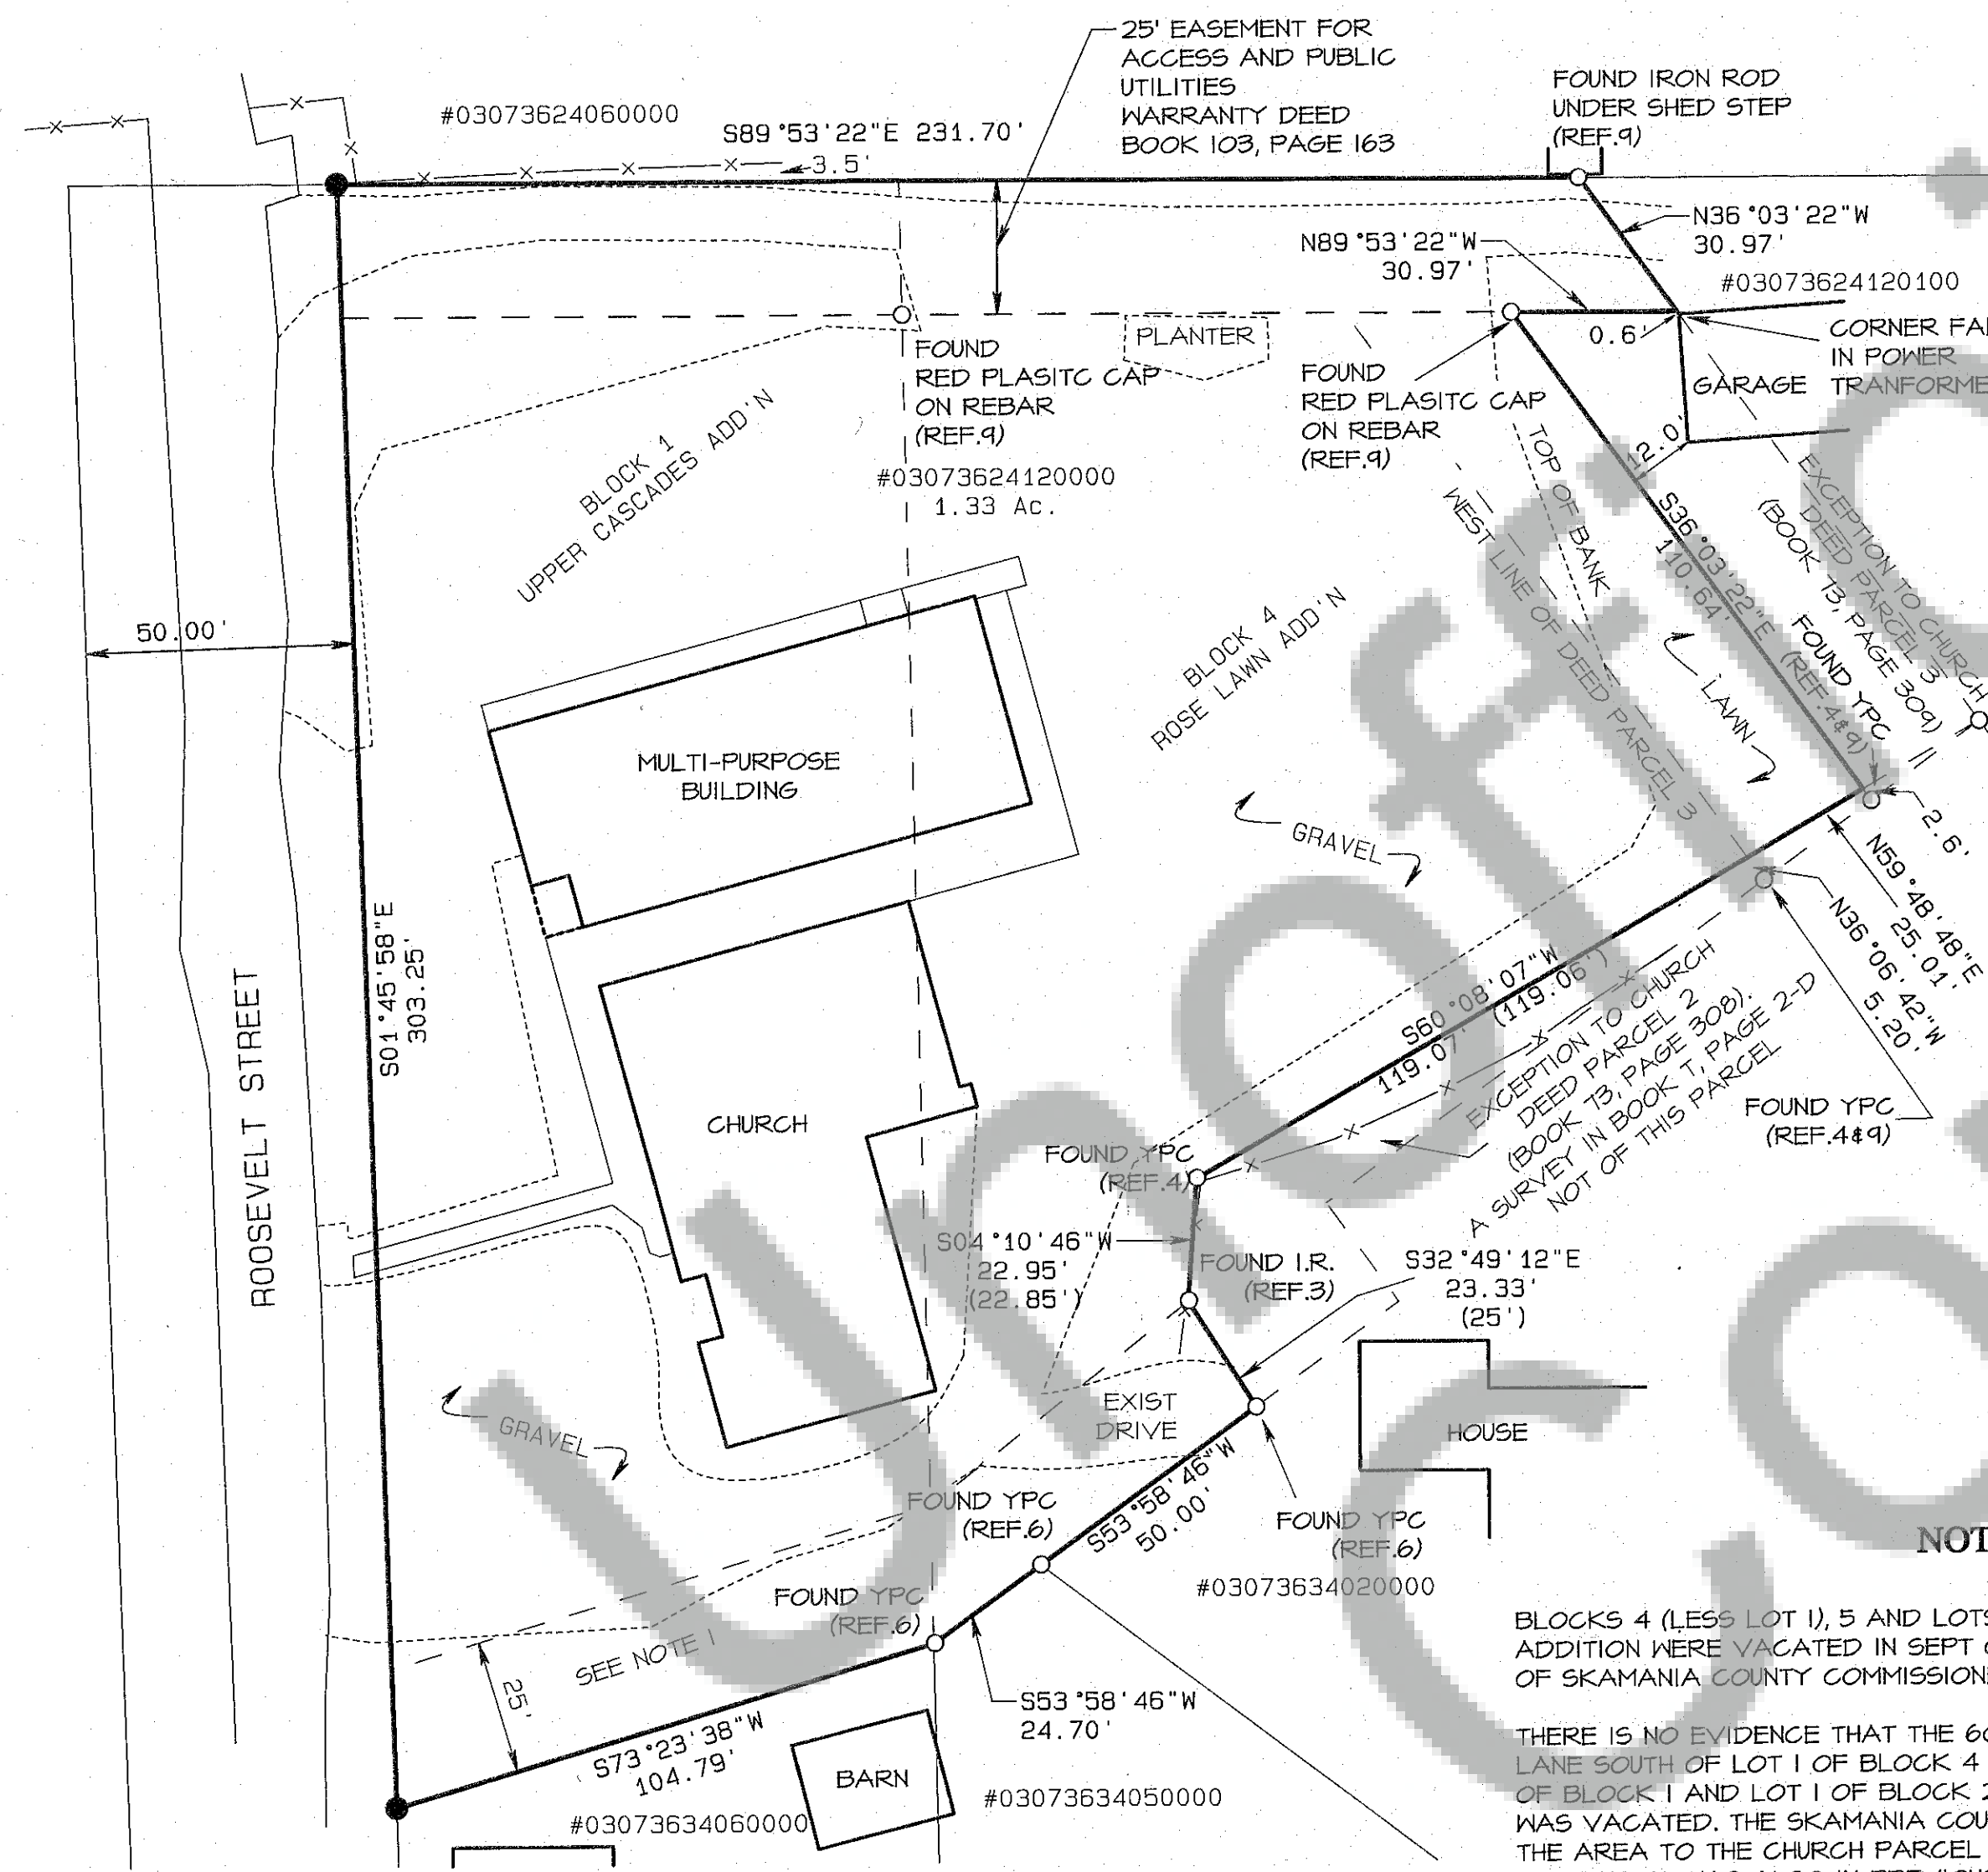 25' EASEMENT FOR
ACCESS AND PUBLIC
UTILITIES
WARRANTY DEED
BOOK 103, PAGE 163
FOUND IRON ROD
UNDER SHED STEP
(REF.9)
#03073624060000
S89°53'22"E 231.70'
3.5'
N36°03'22"W
30.97'
N89°53'22"W
30.97'
#03073624120100
0.6'
CORNER
IN POWER
GARAGE
PLANTER
FOUND
RED PLASITC CAP
ON REBAR
(REF.9)
FOUND
RED PLASITC CAP
ON REBAR
(REF.9)
BLOCK 1
UPPER CASCADES ADD'N
#03073624120000
1.33 Ac.
2.0'
TOP OF BANK
WEST LINE OF DEED PARCEL 3
S36°03'22"E
110.64'
EXCEPTION TO CHURCH
DEED PARCEL 3
(BOOK 73, PAGE 309)
FOUND YPC
(REF.4&9)
LAWN
50.00'
BLOCK 4
ROSE LAWN ADD'N
MULTI-PURPOSE
BUILDING
GRAVEL
2.6'
N59°48'48"E
25.01'
N36°06'42"W
5.20'
S01°45'58"E
303.25'
ROOSEVELT STREET
S60°08'07"W
119.07' (119.06')
EXCEPTION TO CHURCH
DEED PARCEL 2
(BOOK 73, PAGE 308).
A SURVEY IN BOOK T, PAGE 2-D
NOT OF THIS PARCEL
FOUND YPC
(REF.4&9)
CHURCH
FOUND YPC
(REF.4)
S04°10'46"W
22.95'
(22.85')
FOUND I.R.
(REF.3)
S32°49'12"E
23.33'
(25')
EXIST
DRIVE
HOUSE
GRAVEL
FOUND YPC
(REF.6)
S53°58'46"W
50.00'
FOUND YPC
(REF.6)
#03073634020000
FOUND YPC
(REF.6)
SEE NOTE 1
25'
S53°58'46"W
24.70'
S73°23'38"W
104.79'
BARN
#03073634050000
#03073634060000
BLOCKS 4 (LESS LOT 1), 5 AND LOTS
ADDITION WERE VACATED IN SEPT
OF SKAMANIA COUNTY
THERE IS NO EVIDENCE THAT THE
LANE SOUTH OF LOT 1 OF BLOCK 4
OF BLOCK 1 AND LOT 1 OF BLOCK
WAS VACATED. THE SKAMANIA
THE AREA TO THE CHURCH PARCEL
Unoffi